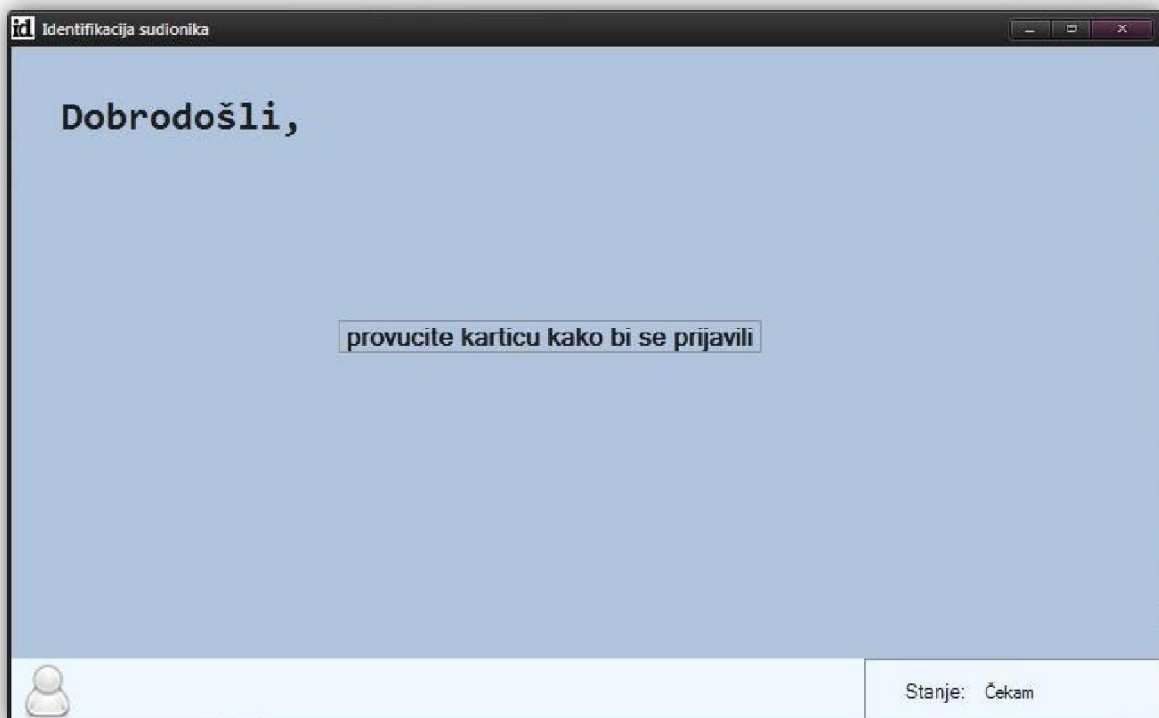 id Identifikacija sudionika
Dobrodošli,
provucite karticu kako bi se prijavili
Stanje: Čekam